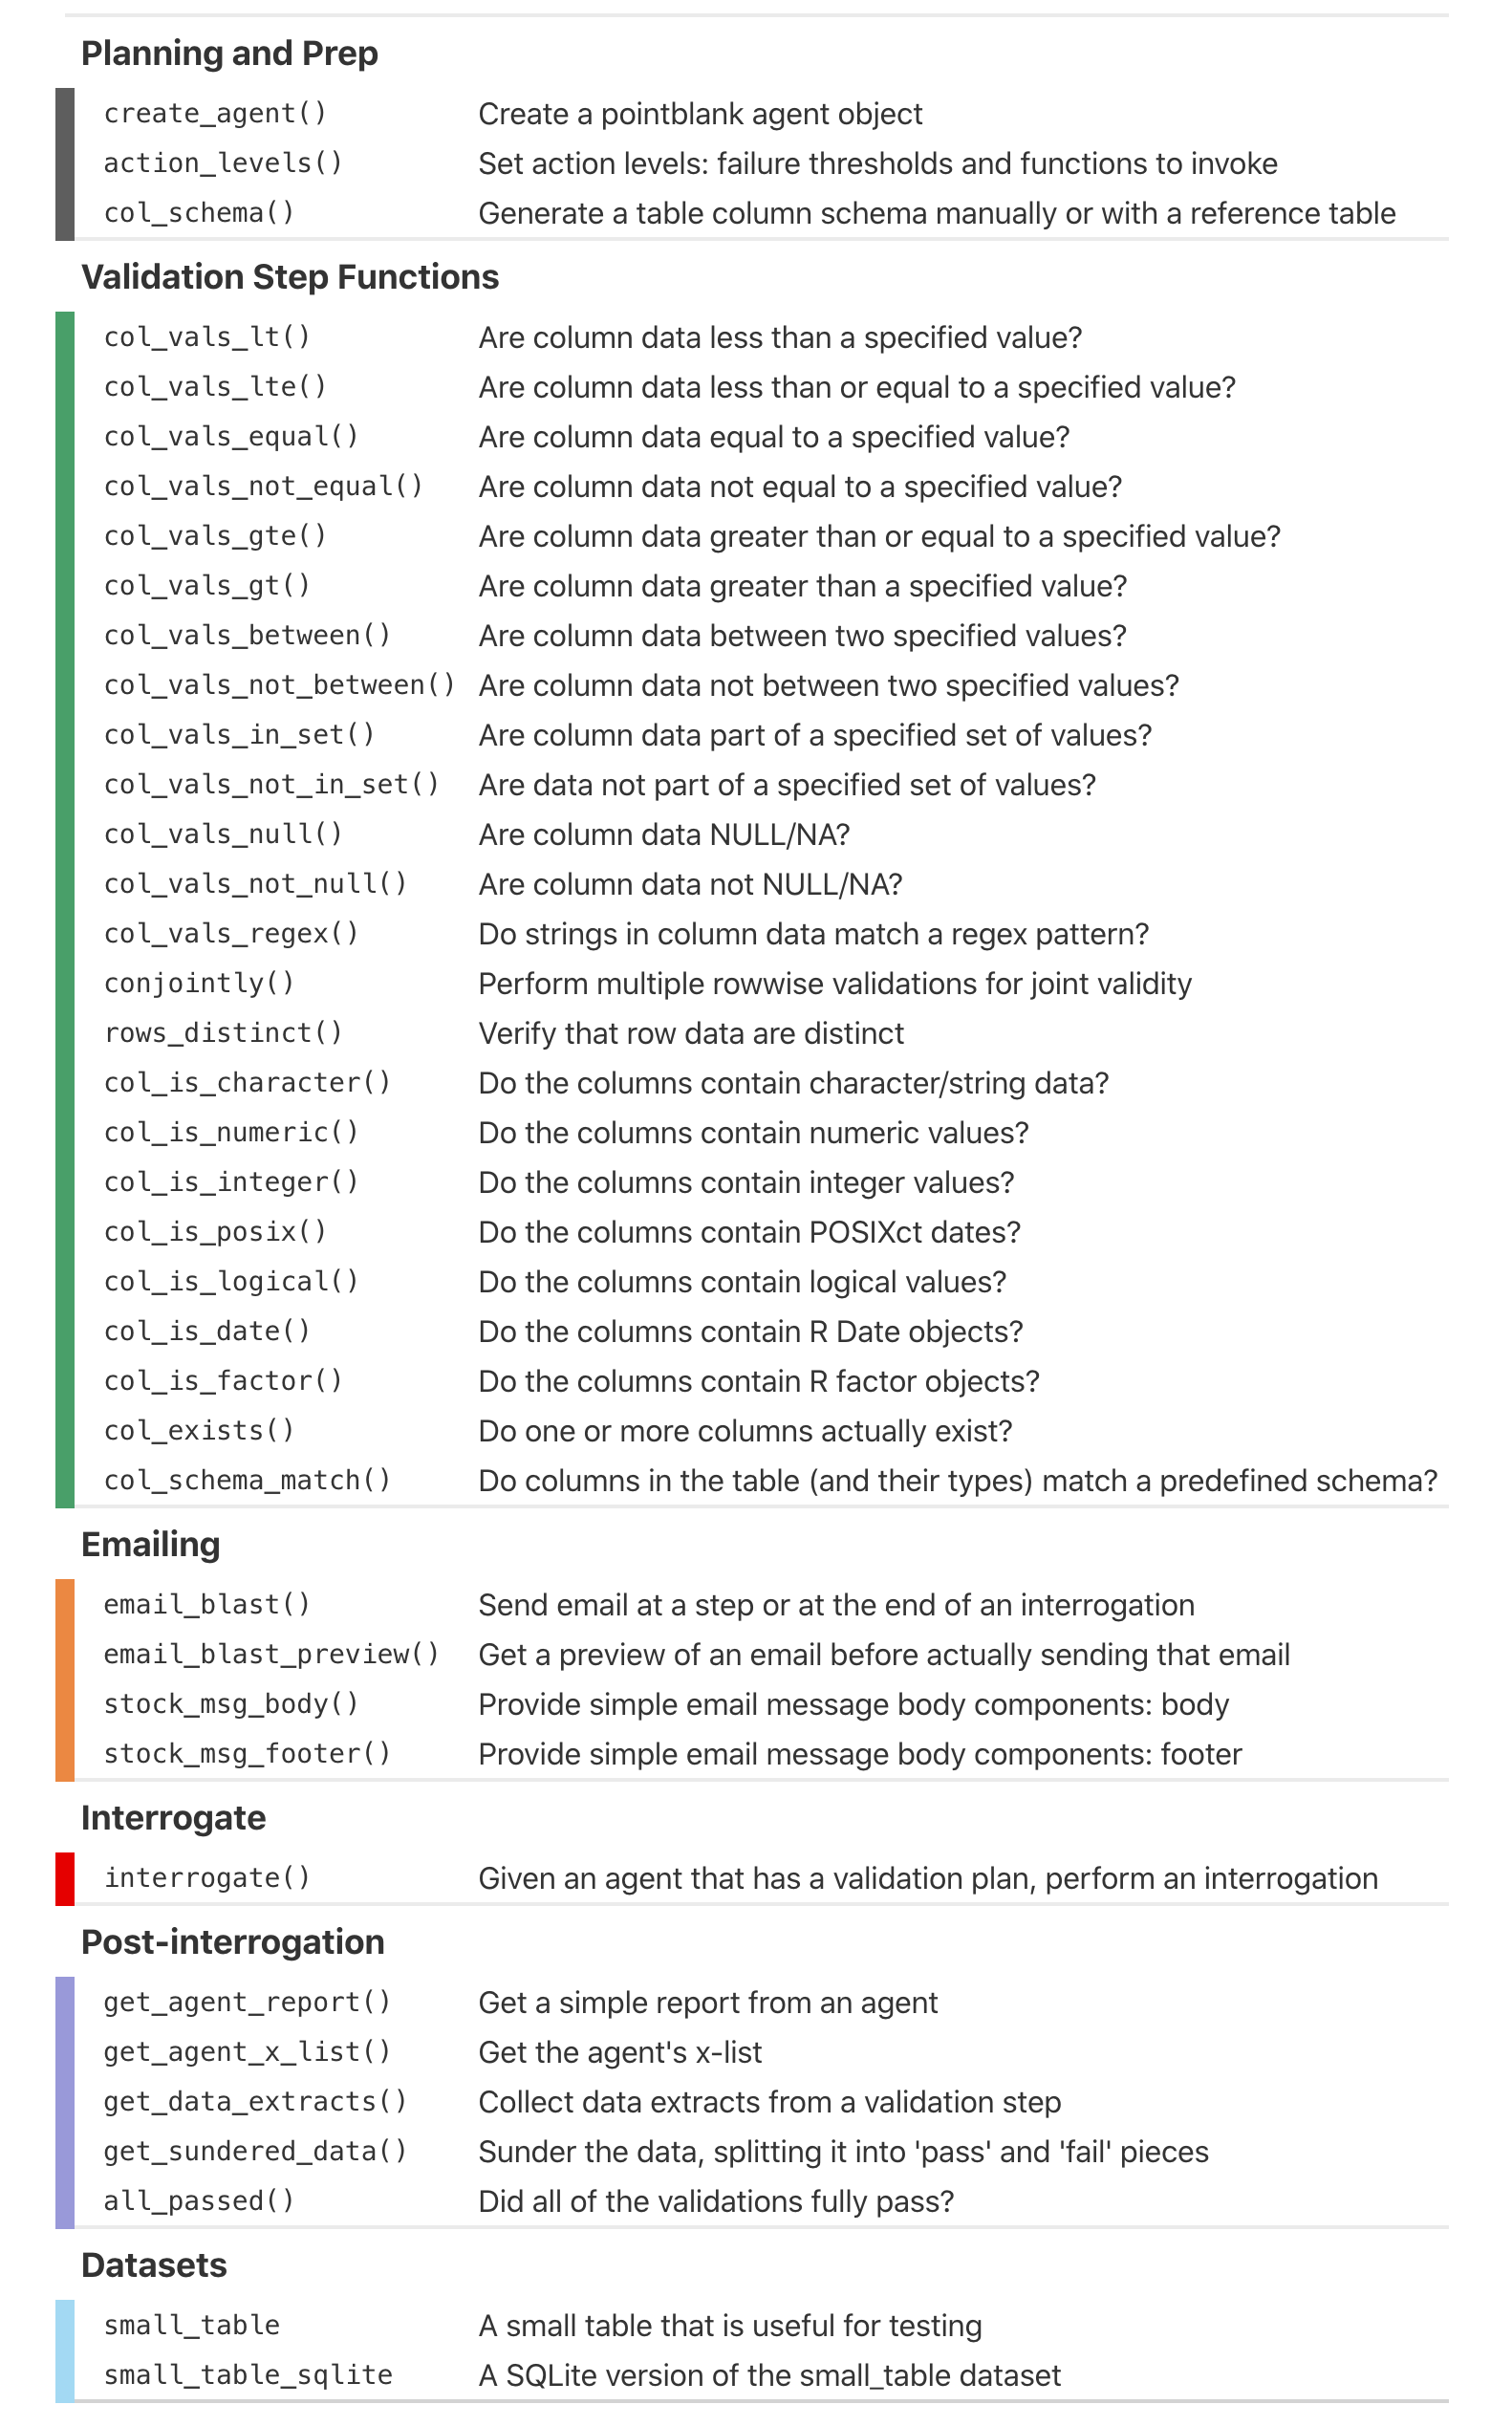 Planning and Prep
create_agent() Create a pointblank agent object
action_levels() Set action levels: failure thresholds and functions to invoke
col_schema() Generate a table column schema manually or with a reference table
Validation Step Functions
col_vals_lt() Are column data less than a specified value?
col_vals_lte() Are column data less than or equal to a specified value?
col_vals_equal() Are column data equal to a specified value?
col_vals_not_equal() Are column data not equal to a specified value?
col_vals_gte() Are column data greater than or equal to a specified value?
col_vals_gt() Are column data greater than a specified value?
col_vals_between() Are column data between two specified values?
col_vals_not_between() Are column data not between two specified values?
col_vals_in_set() Are column data part of a specified set of values?
col_vals_not_in_set() Are data not part of a specified set of values?
col_vals_null() Are column data NULL/NA?
col_vals_not_null() Are column data not NULL/NA?
col_vals_regex() Do strings in column data match a regex pattern?
conjointly() Perform multiple rowwise validations for joint validity
rows_distinct() Verify that row data are distinct
col_is_character() Do the columns contain character/string data?
col_is_numeric() Do the columns contain numeric values?
col_is_integer() Do the columns contain integer values?
col_is_posix() Do the columns contain POSIXct dates?
col_is_logical() Do the columns contain logical values?
col_is_date() Do the columns contain R Date objects?
col_is_factor() Do the columns contain R factor objects?
col_exists() Do one or more columns actually exist?
col_schema_match() Do columns in the table (and their types) match a predefined schema?
Emailing
email_blast() Send email at a step or at the end of an interrogation
email_blast_preview() Get a preview of an email before actually sending that email
stock_msg_body() Provide simple email message body components: body
stock_msg_footer() Provide simple email message body components: footer
Interrogate
interrogate() Given an agent that has a validation plan, perform an interrogation
Post-interrogation
get_agent_report() Get a simple report from an agent
get_agent_x_list() Get the agent's x-list
get_data_extracts() Collect data extracts from a validation step
get_sundered_data() Sunder the data, splitting it into 'pass' and 'fail' pieces
all_passed() Did all of the validations fully pass?
Datasets
small_table A small table that is useful for testing
small_table_sqlite A SQLite version of the small_table dataset